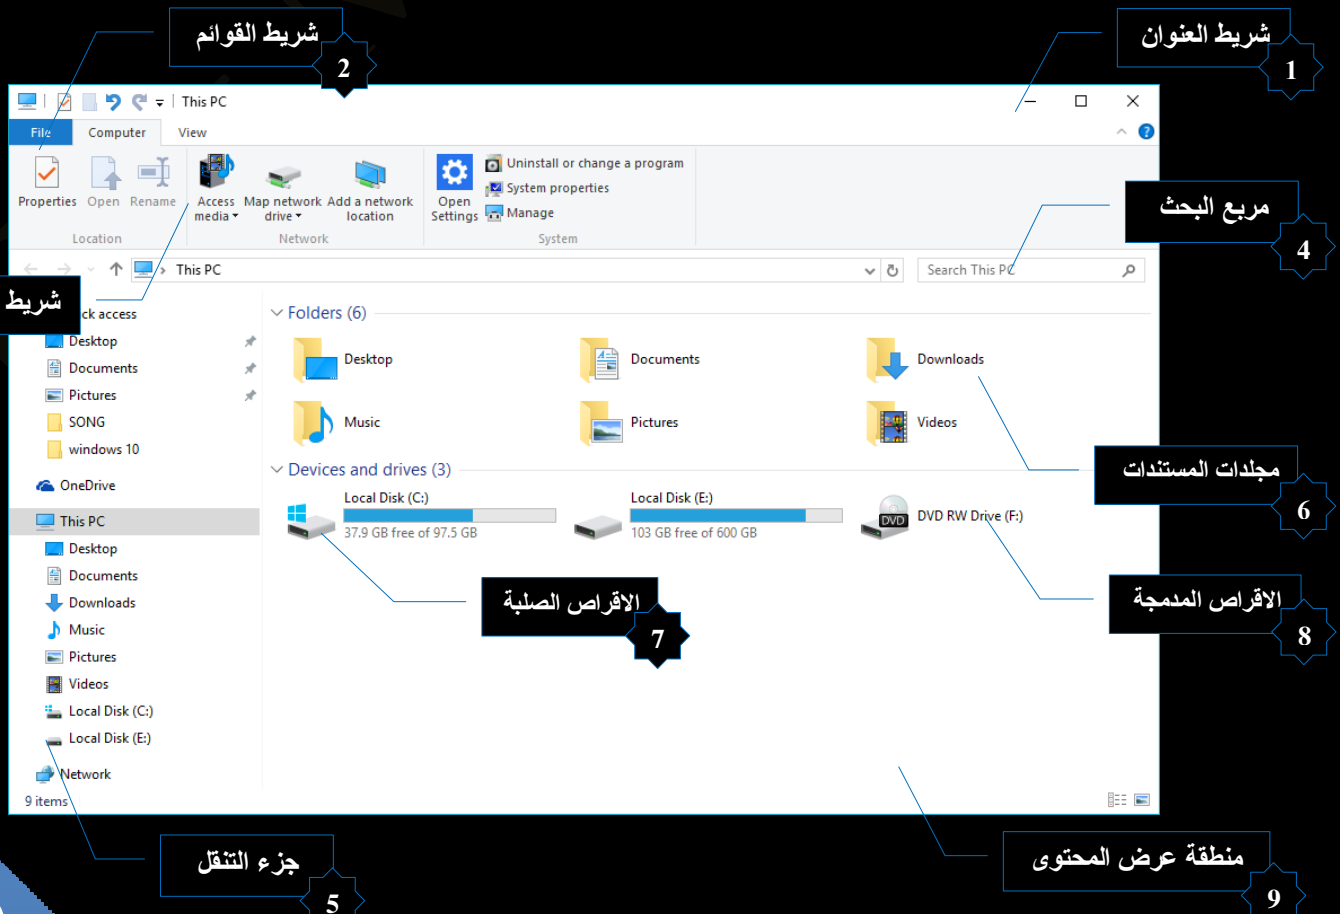 شريط القوائم
2
شريط العنوان
1
This PC
File
Computer
View
Properties
Open
Rename
Access media
Map network drive
Add a network location
Open Settings
Uninstall or change a program
System properties
Manage
Location
Network
System
مربع البحث
4
This PC
Search This PC
شريط
ck access
Desktop
Documents
Pictures
SONG
windows 10
OneDrive
This PC
Desktop
Documents
Downloads
Music
Pictures
Videos
Local Disk (C:)
Local Disk (E:)
Network
9 items
Folders (6)
Desktop
Documents
Downloads
Music
Pictures
Videos
مجلدات المستندات
6
Devices and drives (3)
Local Disk (C:)
37.9 GB free of 97.5 GB
Local Disk (E:)
103 GB free of 600 GB
DVD
DVD RW Drive (F:)
الاقراص الصلبة
7
الاقراص المدمجة
8
جزء التنقل
5
منطقة عرض المحتوى
9